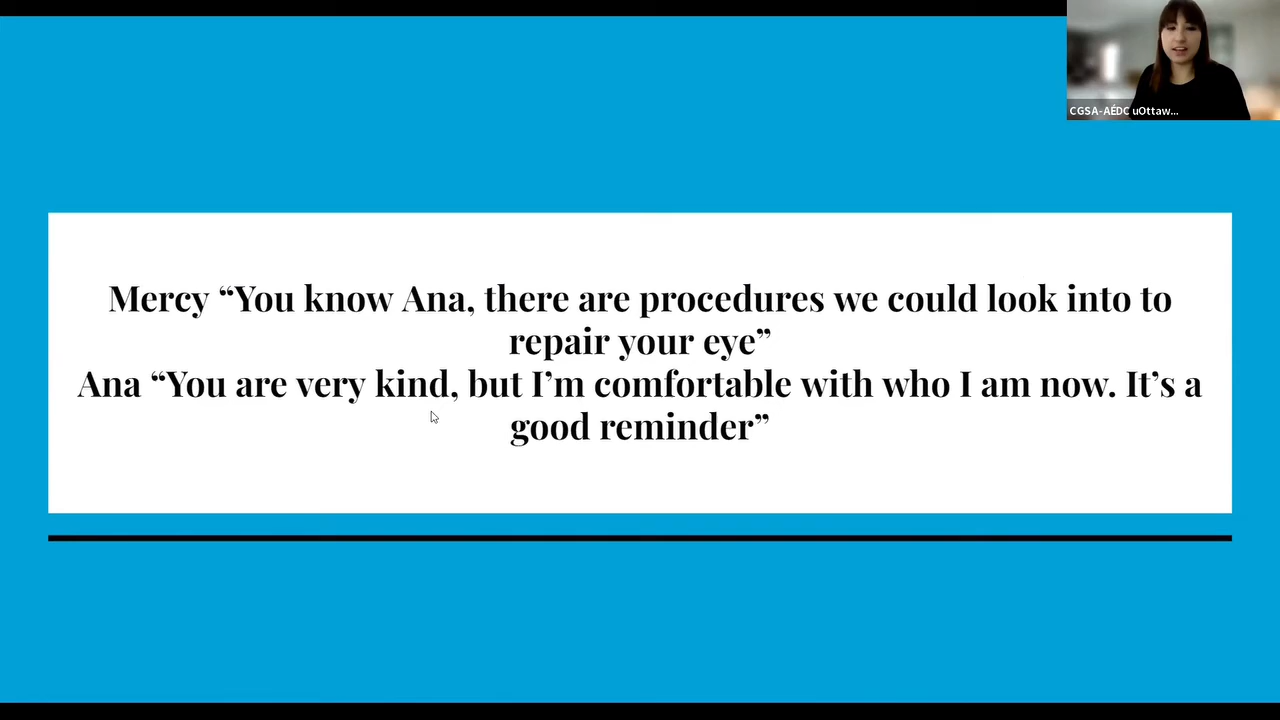 CGSA-AÉDC uOttaw...
Mercy “You know Ana, there are procedures we could look into to
repair your eye”
Ana “You are very kind, but I’m comfortable with who I am now. It’s a
good reminder”